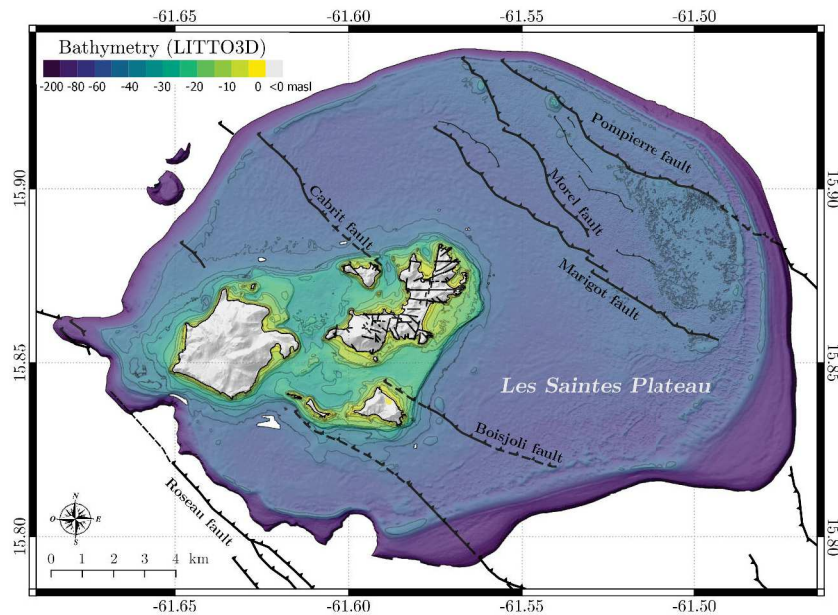 -61.65 -61.60 -61.55 -61.50
Bathymetry (LITTO3D)
-200 -80 -60 -40 -30 -20 -10 0 <0 masl
Pompierre fault
15.90 15.90
Cabrit fault
Morel fault
Marigot fault
15.85 15.85
Les Saintes Plateau
Boisjoli fault
Roseau fault
N
O E
S
15.80 15.80
0 1 2 3 4 km
-61.65 -61.60 -61.55 -61.50